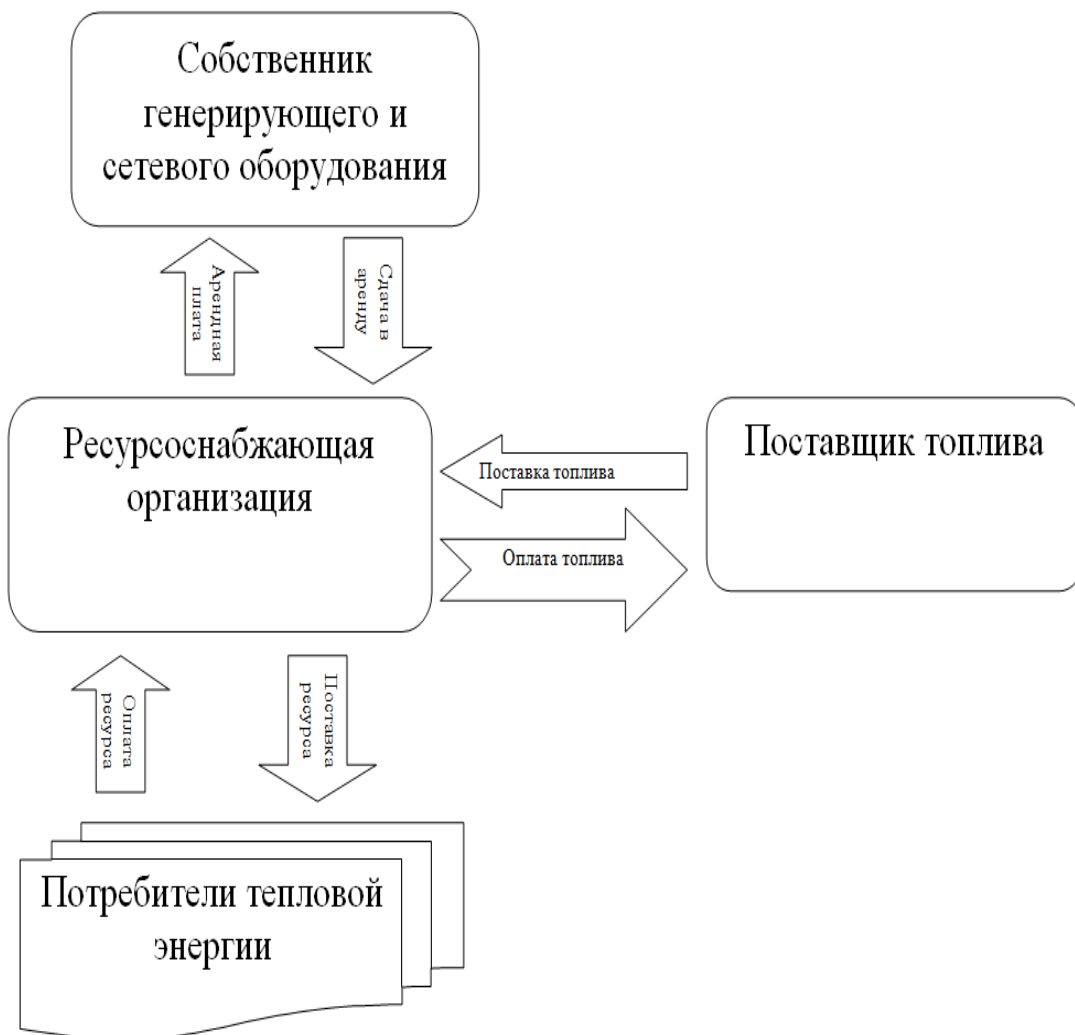 Собственник
генерирующего и
сетевого оборудования
Арендная
плата
Сдача в
аренду
Ресурсоснабжающая
организация
Поставщик топлива
Поставка топлива
Оплата топлива
Оплата
ресурса
Поставка
ресурса
Потребители тепловой
энергии